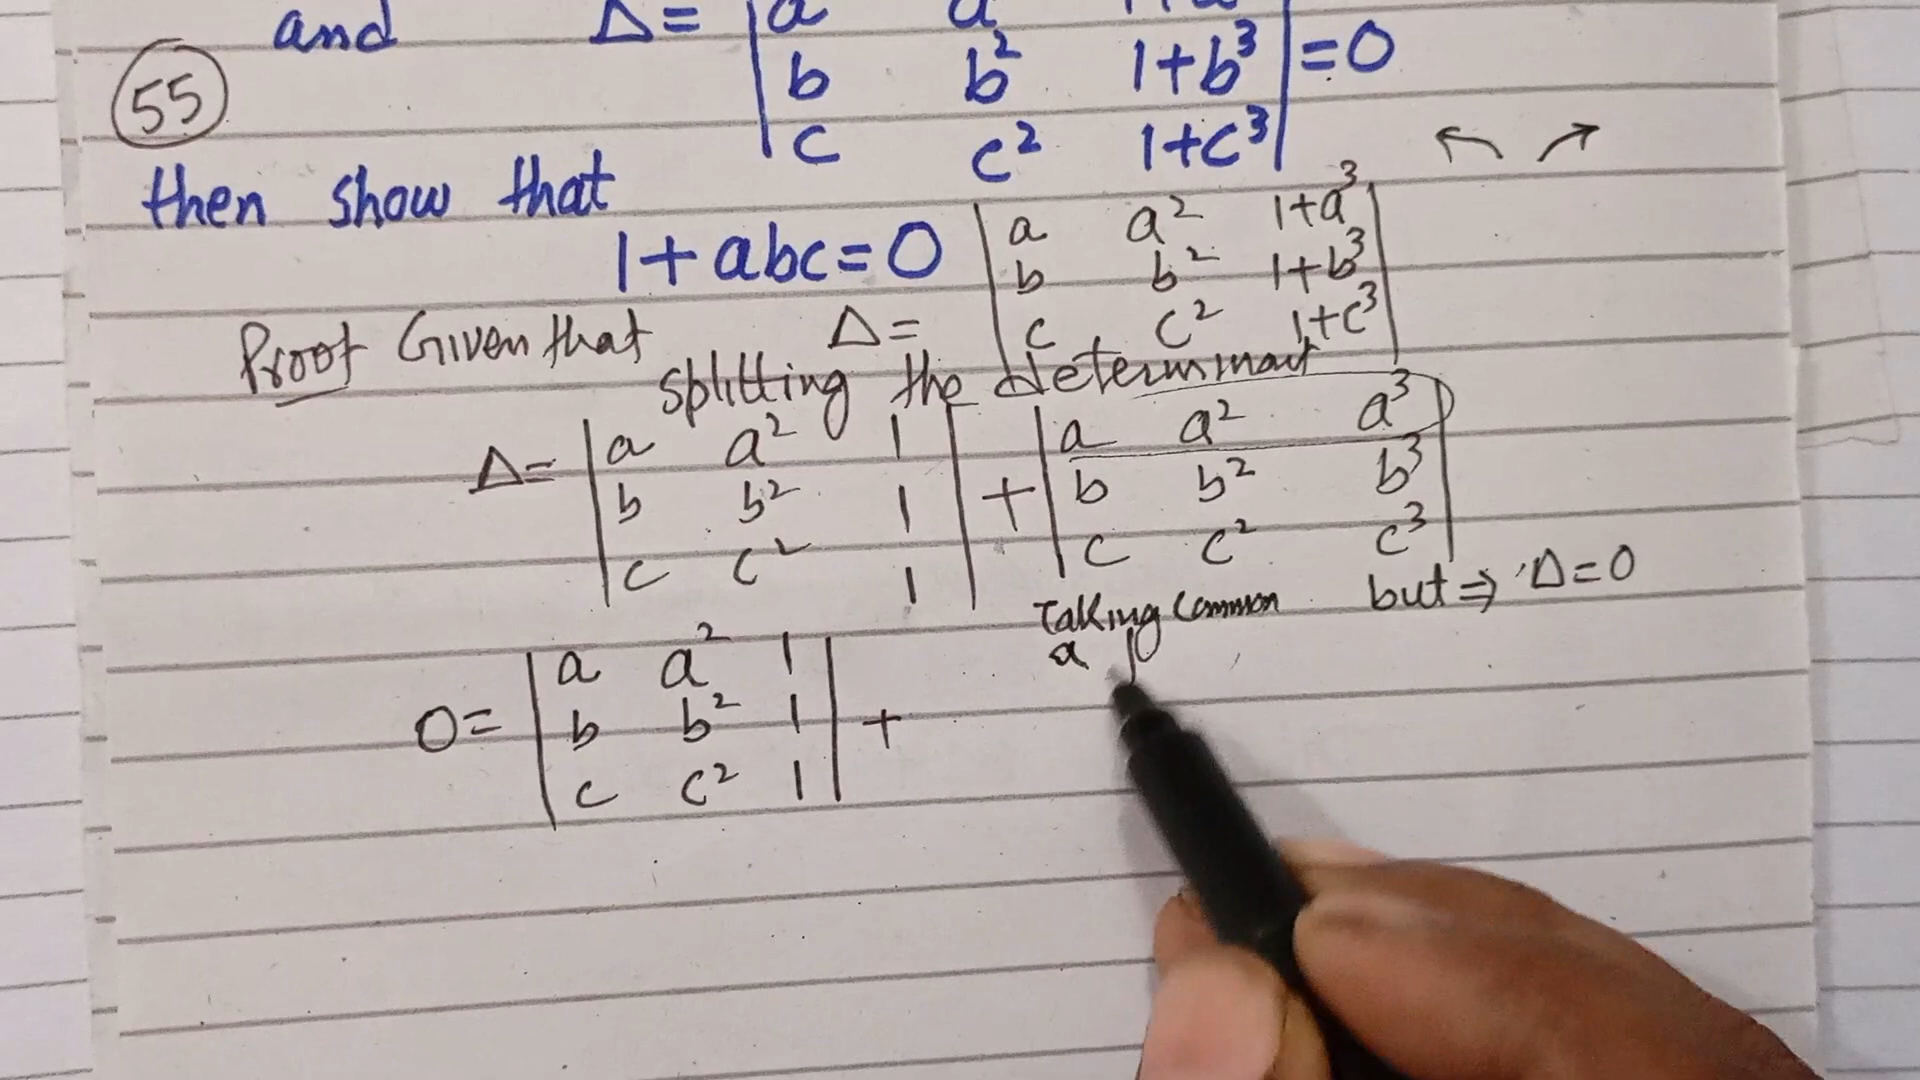 and Δ= | a a 1+a
(55) | b b² 1+b³ | =0
| c c² 1+c³ |
then show that
1+abc=0 | a a² 1+a³ |
| b b² 1+b³ |
Proof Given that Δ= | c c² 1+c³ |
splitting the determinant
Δ= | a a² 1 | + | a a² a³ |
| b b² 1 | | b b² b³ |
| c c² 1 | | c c² c³ |
Taking Common but ⇒ Δ=0
a
0= | a a² 1 | +
| b b² 1 |
| c c² 1 |